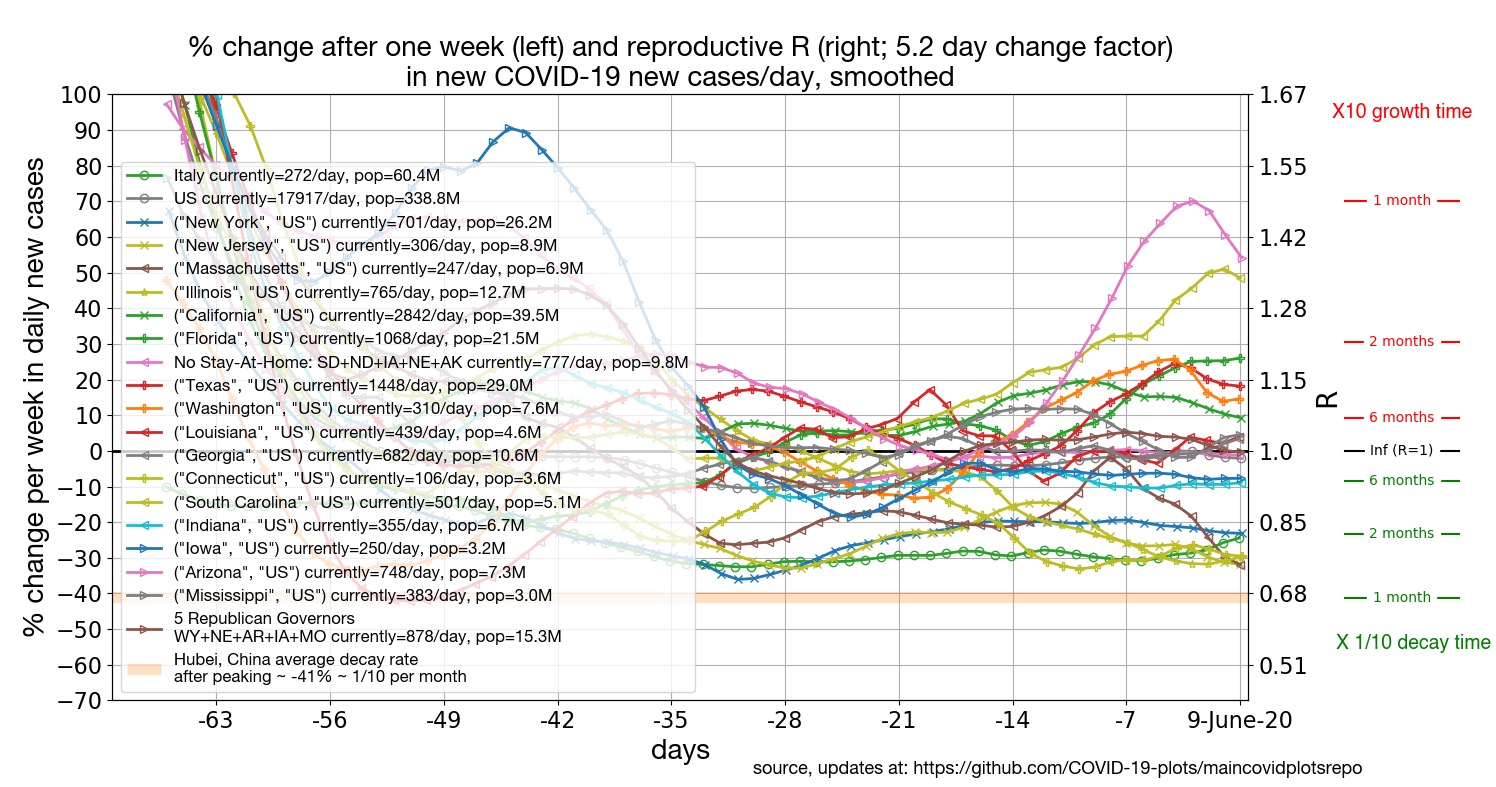 % change after one week (left) and reproductive R (right; 5.2 day change factor)
in new COVID-19 new cases/day, smoothed
% change per week in daily new cases
100
90
80
70
60
50
40
30
20
10
0
−10
−20
−30
−40
−50
−60
−70
Italy currently=272/day, pop=60.4M
US currently=17917/day, pop=338.8M
("New York", "US") currently=701/day, pop=26.2M
("New Jersey", "US") currently=306/day, pop=8.9M
("Massachusetts", "US") currently=247/day, pop=6.9M
("Illinois", "US") currently=765/day, pop=12.7M
("California", "US") currently=2842/day, pop=39.5M
("Florida", "US") currently=1068/day, pop=21.5M
No Stay-At-Home: SD+ND+IA+NE+AK currently=777/day, pop=9.8M
("Texas", "US") currently=1448/day, pop=29.0M
("Washington", "US") currently=310/day, pop=7.6M
("Louisiana", "US") currently=439/day, pop=4.6M
("Georgia", "US") currently=682/day, pop=10.6M
("Connecticut", "US") currently=106/day, pop=3.6M
("South Carolina", "US") currently=501/day, pop=5.1M
("Indiana", "US") currently=355/day, pop=6.7M
("Iowa", "US") currently=250/day, pop=3.2M
("Arizona", "US") currently=748/day, pop=7.3M
("Mississippi", "US") currently=383/day, pop=3.0M
5 Republican Governors
WY+NE+AR+IA+MO currently=878/day, pop=15.3M
Hubei, China average decay rate
after peaking ~ -41% ~ 1/10 per month
-63
-56
-49
-42
-35
-28
-21
-14
-7
9-June-20
days
1.67
1.55
1.42
1.28
1.15
1.0
0.85
0.68
0.51
R
X10 growth time
1 month
2 months
6 months
Inf (R=1)
6 months
2 months
1 month
X 1/10 decay time
source, updates at: https://github.com/COVID-19-plots/maincovidplotsrepo